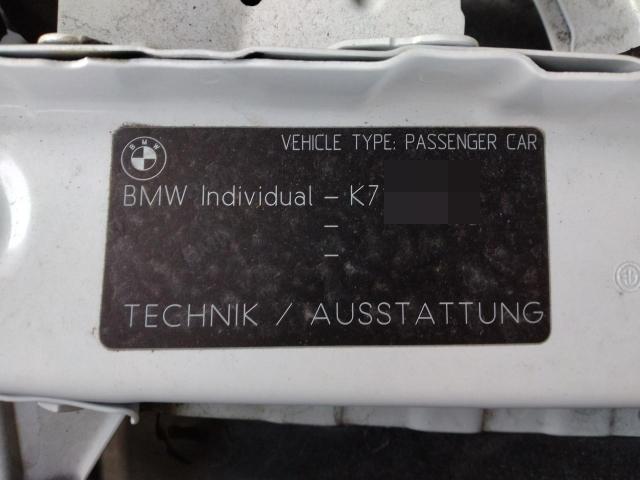 BMW
VEHICLE TYPE: PASSENGER CAR
BMW Individual – K7
–
–
TECHNIK / AUSSTATTUNG